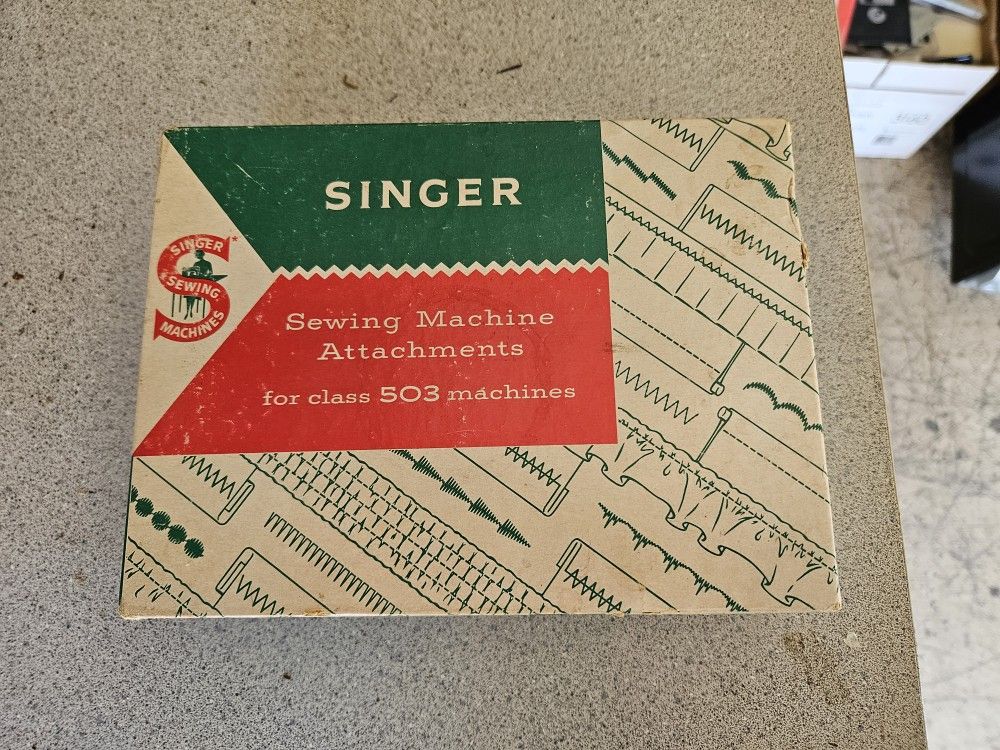 SINGER
SINGER*
SEWING
MACHINES
Sewing Machine
Attachments
for class 503 machines